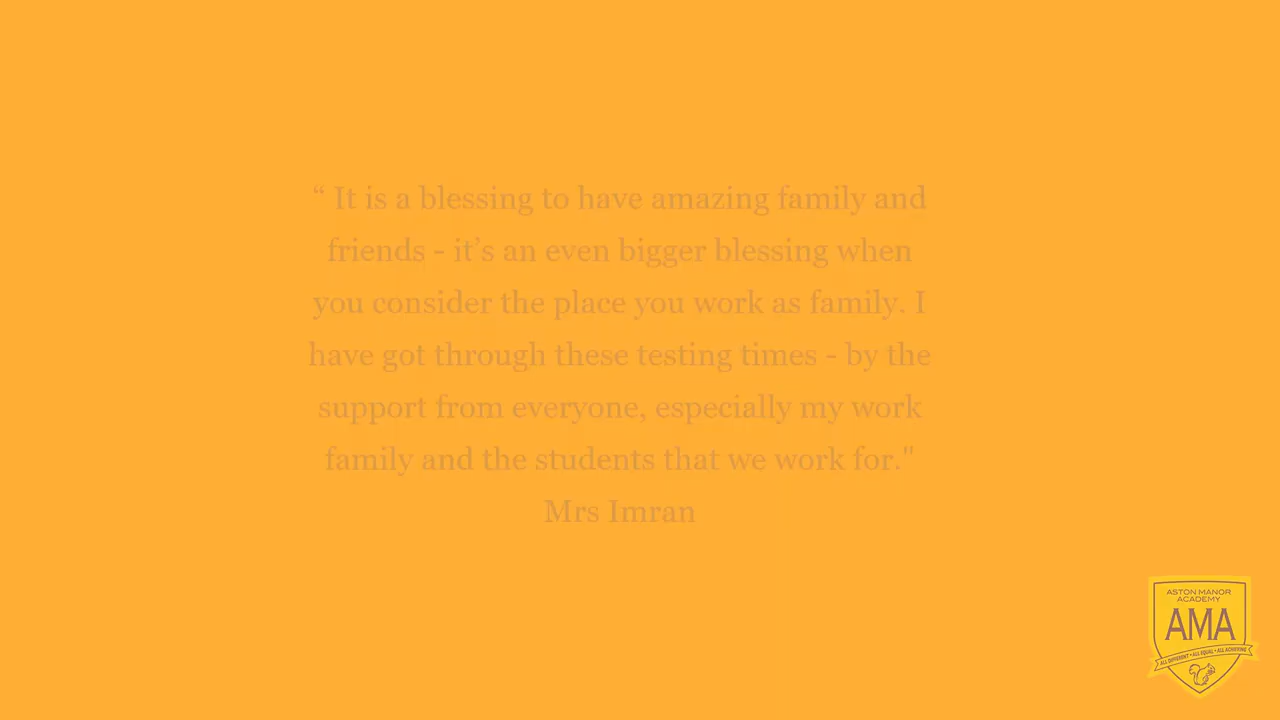 “ It is a blessing to have amazing family and
friends - it’s an even bigger blessing when
you consider the place you work as family. I
have got through these testing times - by the
support from everyone, especially my work
family and the students that we work for."
Mrs Imran
ASTON MANOR
ACADEMY
AMA
ALL DIFFERENT • ALL EQUAL • ALL ACHIEVING